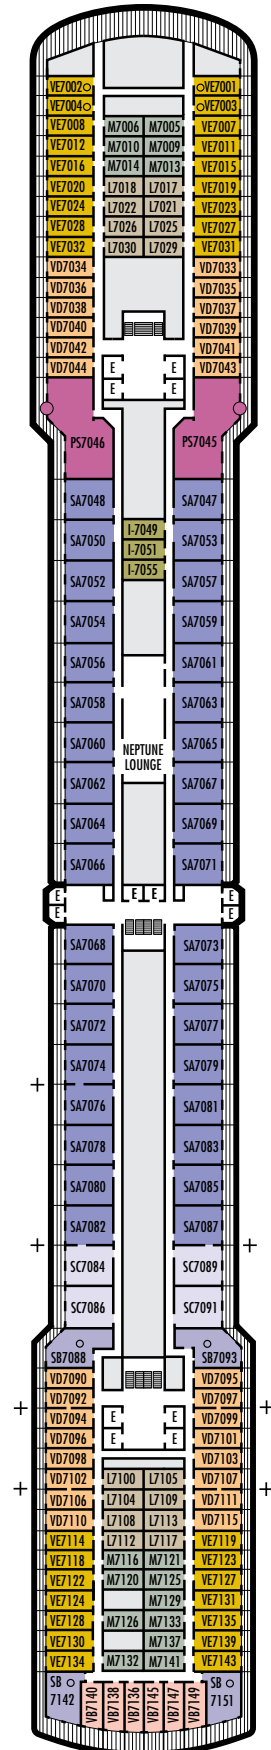 VE7002 VE7001
VE7004 VE7003
VE7008 M7006 M7005 VE7007
VE7012 M7010 M7009 VE7011
VE7016 M7014 M7013 VE7015
VE7020 L7018 L7017 VE7019
VE7024 L7022 L7021 VE7023
VE7028 L7026 L7025 VE7027
VE7032 L7030 L7029 VE7031
VD7034 VD7033
VD7036 VD7035
VD7038 VD7037
VD7040 VD7039
VD7042 VD7041
VD7044 E E VD7043
E E
PS7046 PS7045
SA7048 SA7047
I-7049
SA7050 I-7051 SA7053
I-7055
SA7052 SA7057
SA7054 SA7059
SA7056 SA7061
SA7058 SA7063
SA7060 NEPTUNE SA7065
LOUNGE
SA7062 SA7067
SA7064 SA7069
SA7066 SA7071
E E E E
E E
SA7068 SA7073
SA7070 SA7075
SA7072 SA7077
SA7074 SA7079
SA7076 SA7081
SA7078 SA7083
SA7080 SA7085
SA7082 SA7087
SC7084 SC7089
SC7086 SC7091
SB7088 SB7093
VD7090 VD7095
VD7092 VD7097
VD7094 E E VD7099
VD7096 E E VD7101
VD7098 VD7103
VD7102 L7100 L7105 VD7107
VD7106 L7104 L7109 VD7111
VD7110 L7108 L7113 VD7115
VE7114 L7112 L7117 VE7119
VE7118 M7116 M7121 VE7123
VE7122 M7120 M7125 VE7127
VE7124 M7129 VE7131
VE7128 M7126 M7133 VE7135
VE7130 M7137 VE7139
VE7134 M7132 M7141 VE7143
SB SB
7142 7151
VB7140 VB7138 VB7136 VB7145 VB7147 VB7149